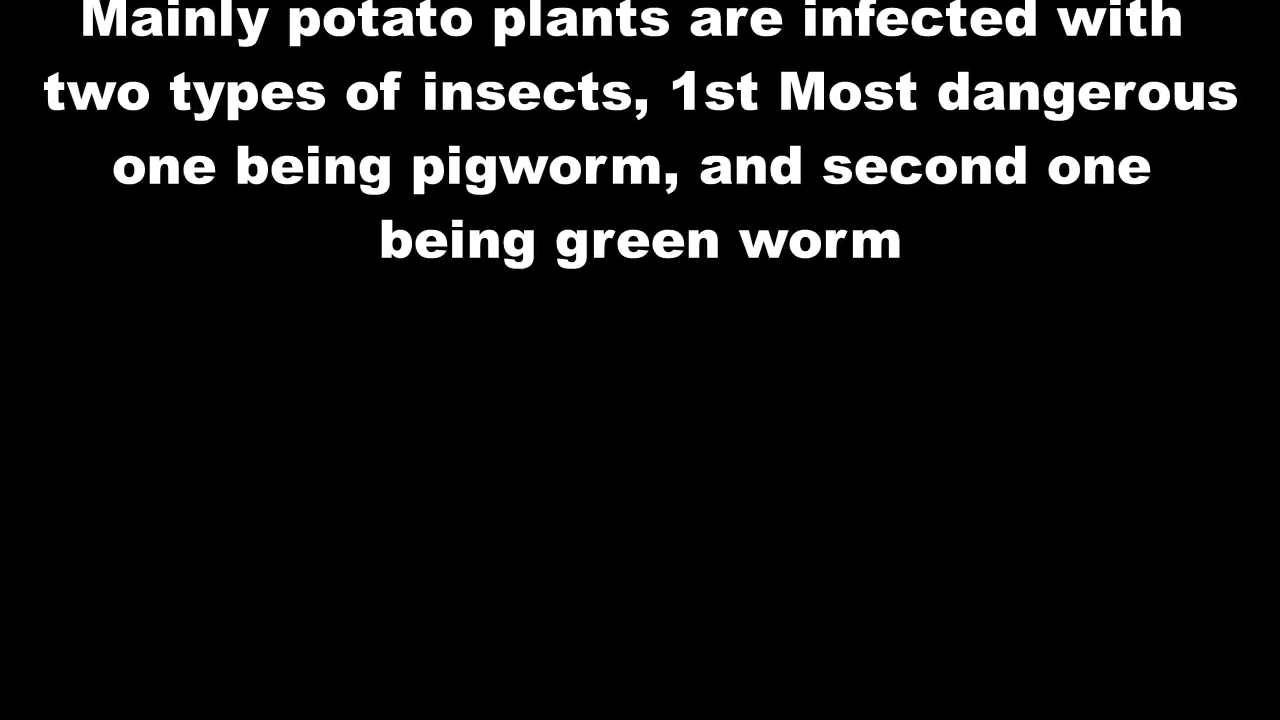 Mainly potato plants are infected with
two types of insects, 1st Most dangerous
one being pigworm, and second one
being green worm